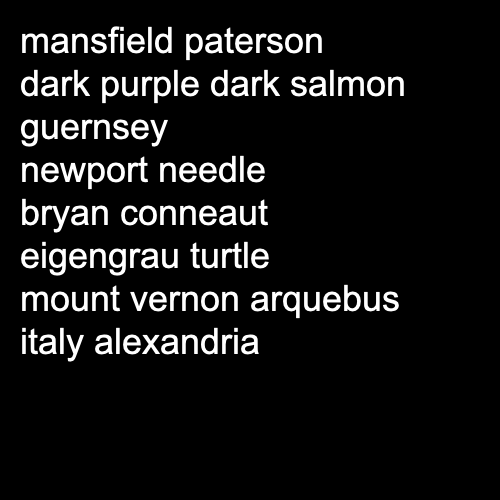 mansfield paterson
dark purple dark salmon
guernsey
newport needle
bryan conneaut
eigengrau turtle
mount vernon arquebus
italy alexandria